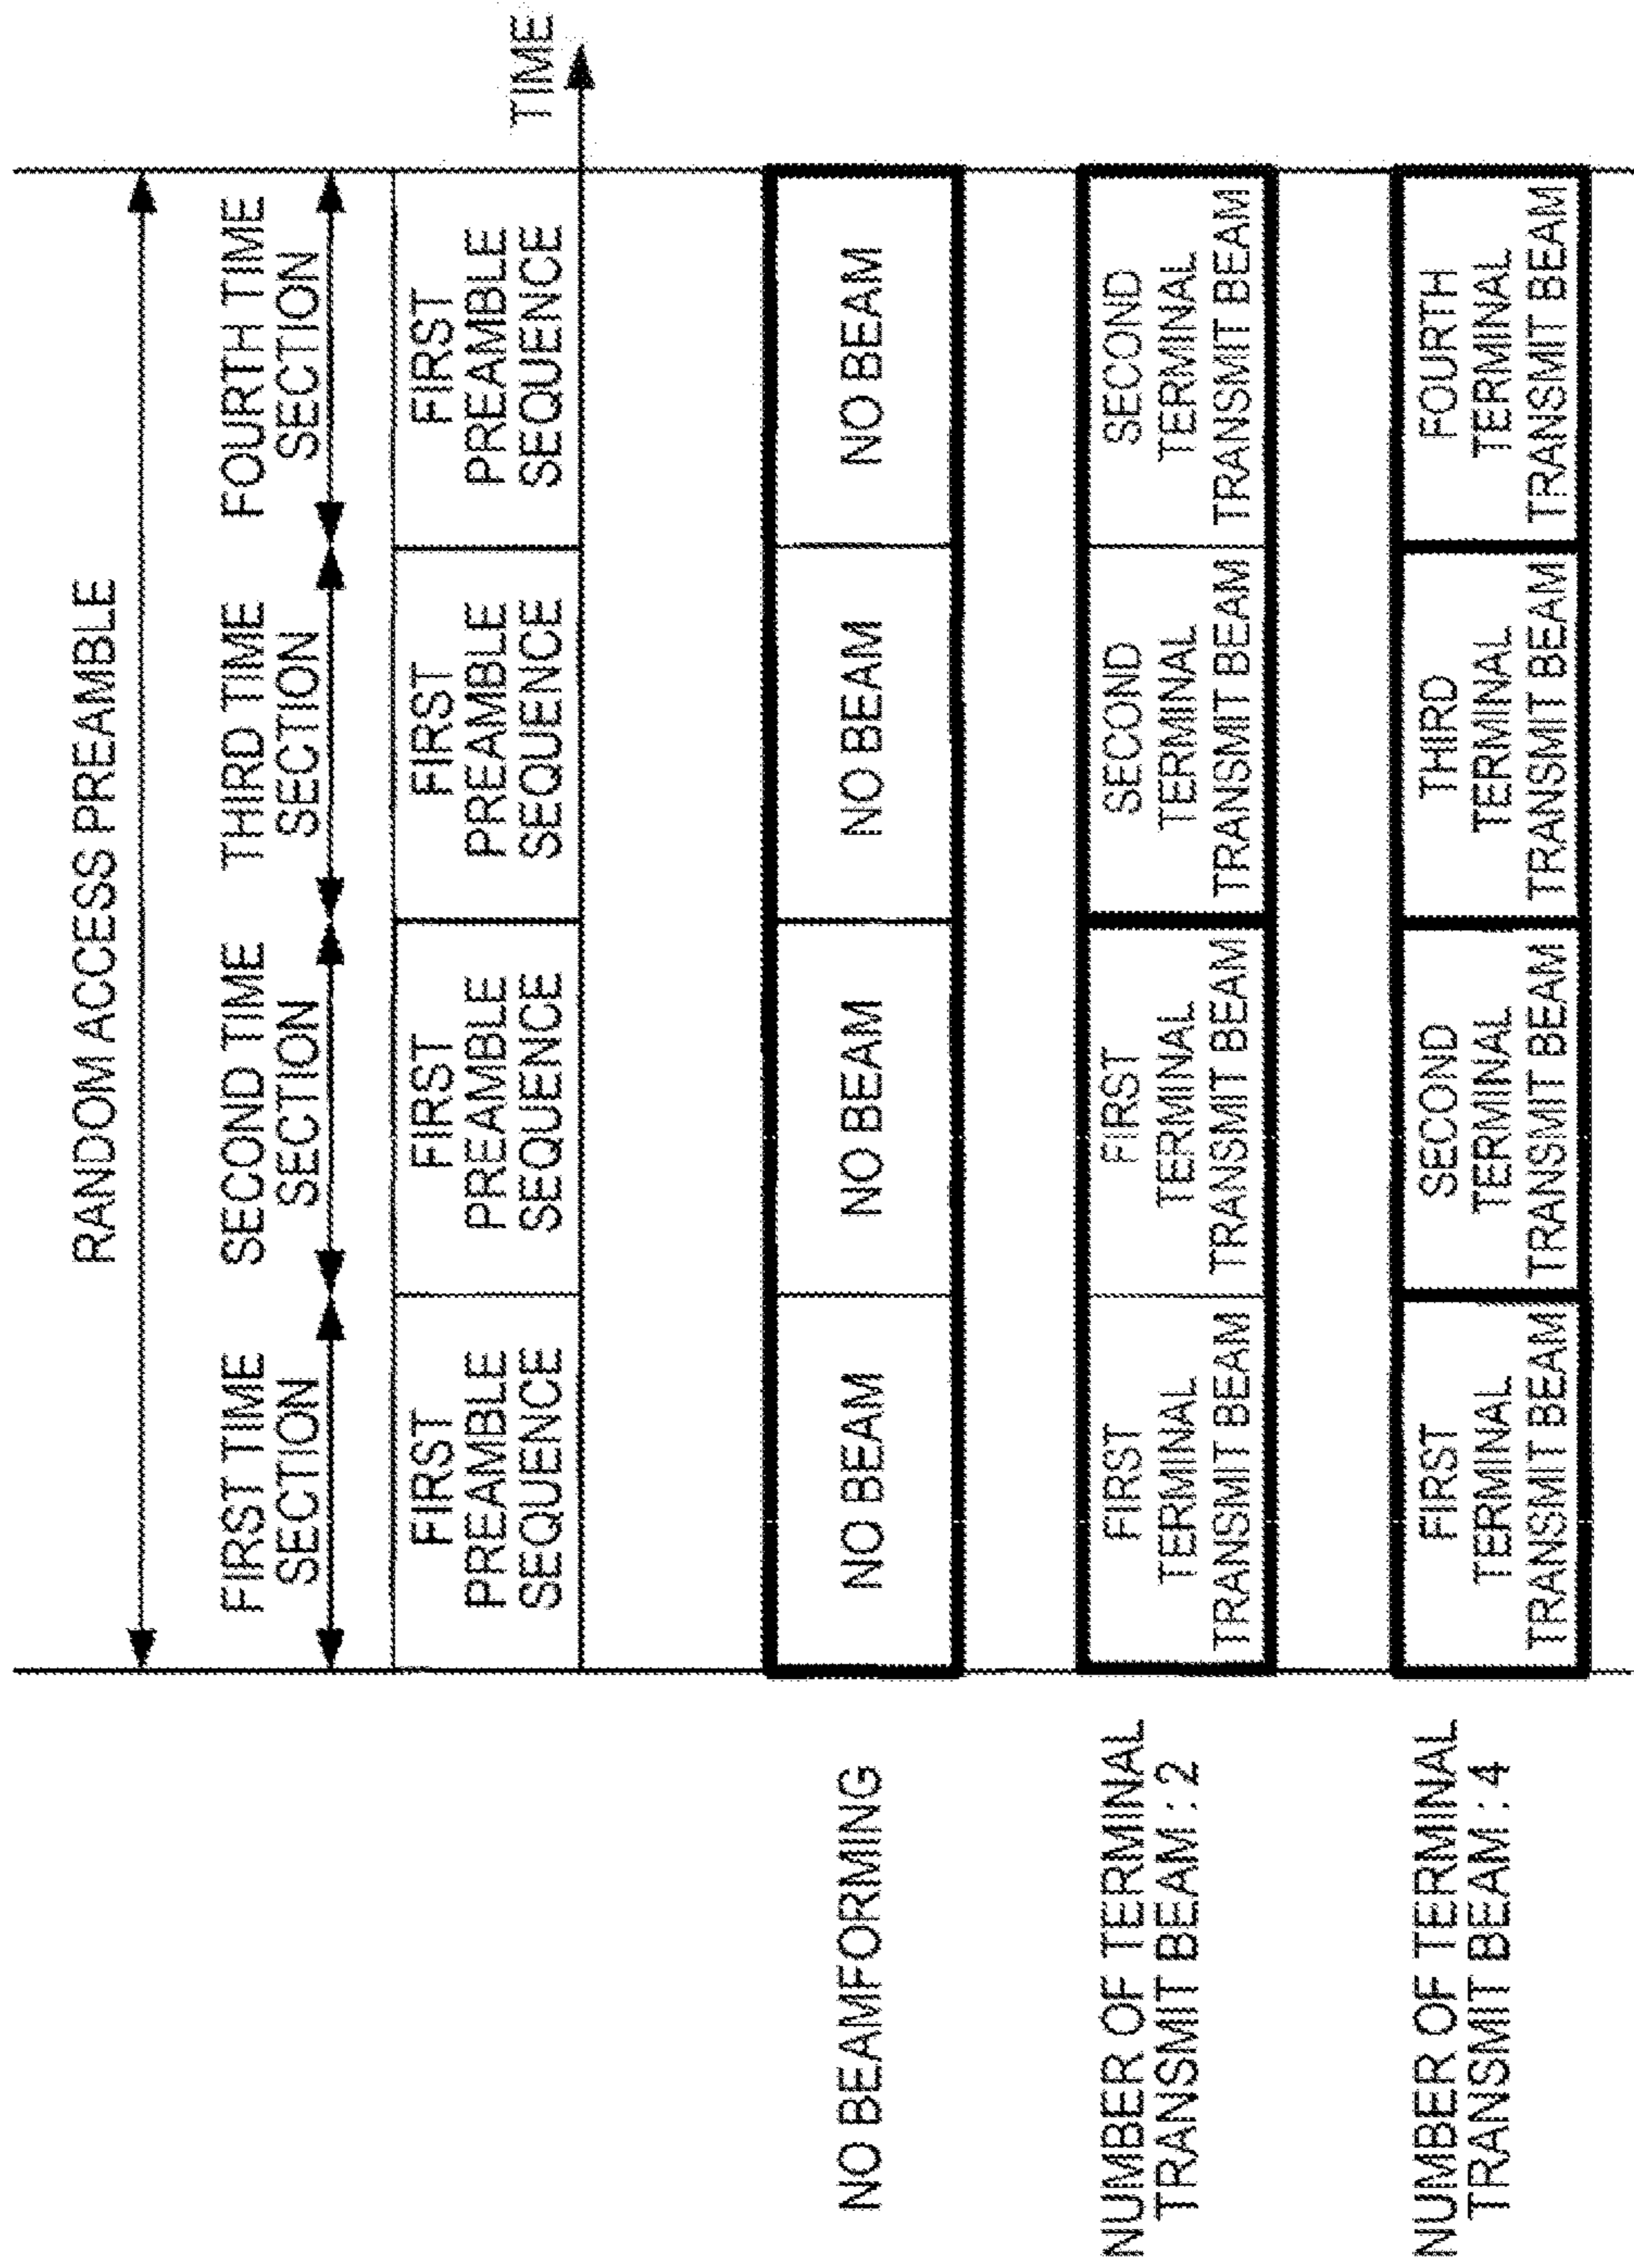 RANDOM ACCESS PREAMBLE
FIRST TIME
SECTION
SECOND TIME
SECTION
THIRD TIME
SECTION
FOURTH TIME
SECTION
FIRST
PREAMBLE
SEQUENCE
FIRST
PREAMBLE
SEQUENCE
FIRST
PREAMBLE
SEQUENCE
FIRST
PREAMBLE
SEQUENCE
TIME
NO BEAMFORMING
NO BEAM
NO BEAM
NO BEAM
NO BEAM
NUMBER OF TERMINAL
TRANSMIT BEAM : 2
FIRST
TERMINAL
TRANSMIT BEAM
FIRST
TERMINAL
TRANSMIT BEAM
SECOND
TERMINAL
TRANSMIT BEAM
SECOND
TERMINAL
TRANSMIT BEAM
NUMBER OF TERMINAL
TRANSMIT BEAM : 4
FIRST
TERMINAL
TRANSMIT BEAM
SECOND
TERMINAL
TRANSMIT BEAM
THIRD
TERMINAL
TRANSMIT BEAM
FOURTH
TERMINAL
TRANSMIT BEAM